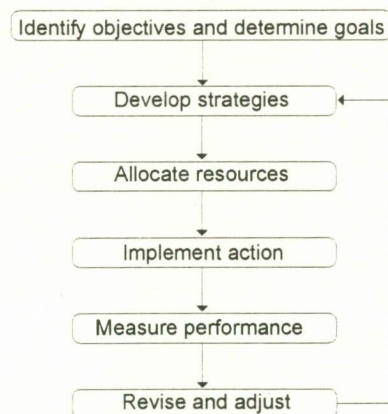 Identify objectives and determine goals
Develop strategies
Allocate resources
Implement action
Measure performance
Revise and adjust